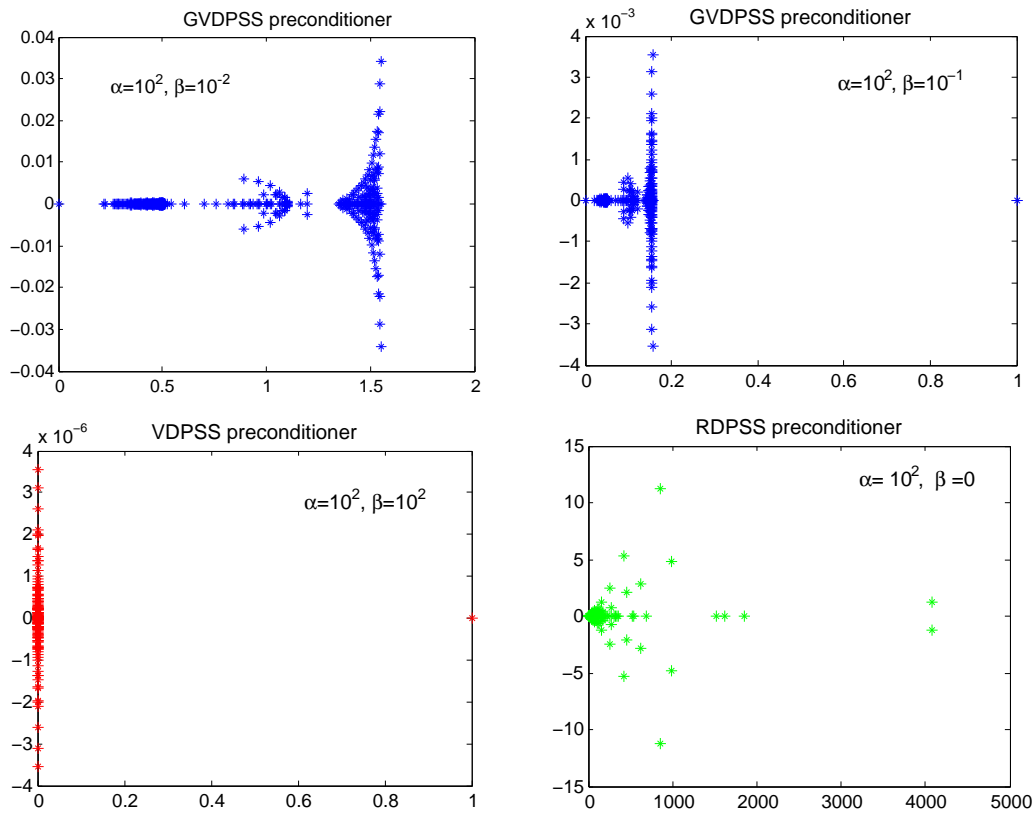 GVDPSS preconditioner
0.04
0.03
0.02
0.01
0
−0.01
−0.02
−0.03
−0.04
0 0.5 1 1.5 2
α=10², β=10⁻²
GVDPSS preconditioner
x 10⁻³
4
3
2
1
0
−1
−2
−3
−4
0 0.2 0.4 0.6 0.8 1
α=10², β=10⁻¹
VDPSS preconditioner
x 10⁻⁶
4
3
2
1
0
−1
−2
−3
−4
0 0.2 0.4 0.6 0.8 1
α=10², β=10²
RDPSS preconditioner
15
10
5
0
−5
−10
−15
0 1000 2000 3000 4000 5000
α= 10², β =0